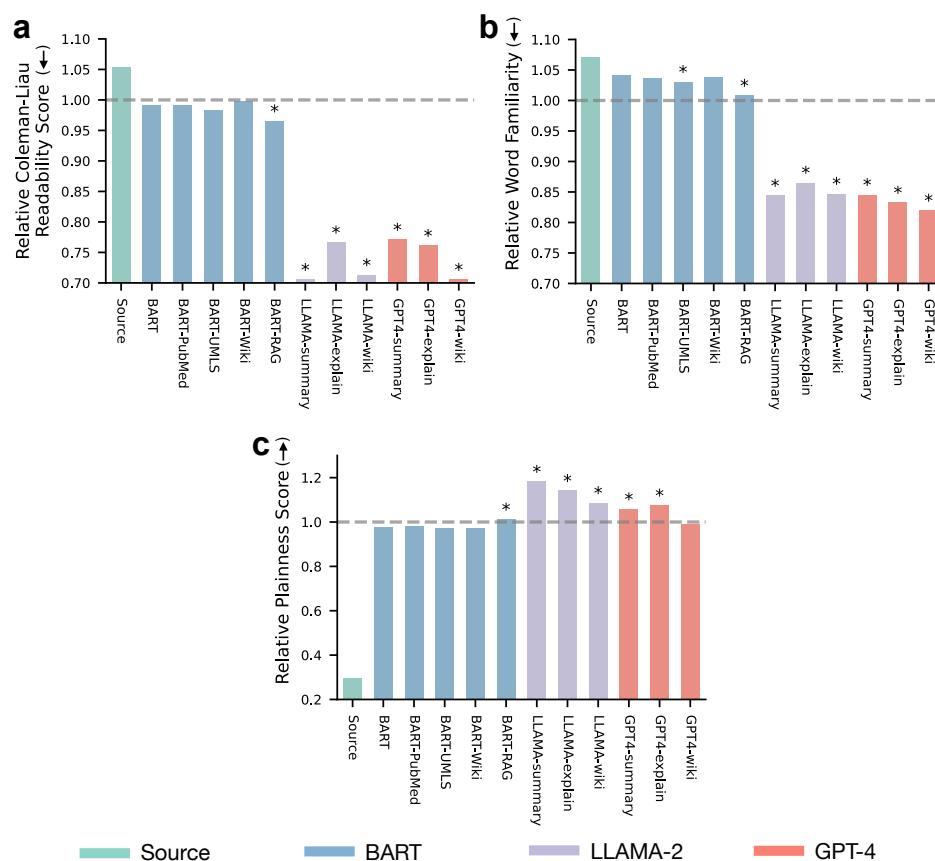 a
Relative Coleman-Liau
Readability Score (←)
1.10
1.05
1.00
0.95
0.90
0.85
0.80
0.75
0.70
*
*
*
*
*
*
*
Source
BART
BART-PubMed
BART-UMLS
BART-Wiki
BART-RAG
LLAMA-summary
LLAMA-explain
LLAMA-wiki
GPT4-summary
GPT4-explain
GPT4-wiki
b
Relative Word Familiarity (←)
1.10
1.05
1.00
0.95
0.90
0.85
0.80
0.75
0.70
*
*
*
*
*
*
*
*
Source
BART
BART-PubMed
BART-UMLS
BART-Wiki
BART-RAG
LLAMA-summary
LLAMA-explain
LLAMA-wiki
GPT4-summary
GPT4-explain
GPT4-wiki
c
Relative Plainness Score (→)
1.2
1.0
0.8
0.6
0.4
0.2
*
*
*
*
*
*
Source
BART
BART-PubMed
BART-UMLS
BART-Wiki
BART-RAG
LLAMA-summary
LLAMA-explain
LLAMA-wiki
GPT4-summary
GPT4-explain
GPT4-wiki
Source
BART
LLAMA-2
GPT-4